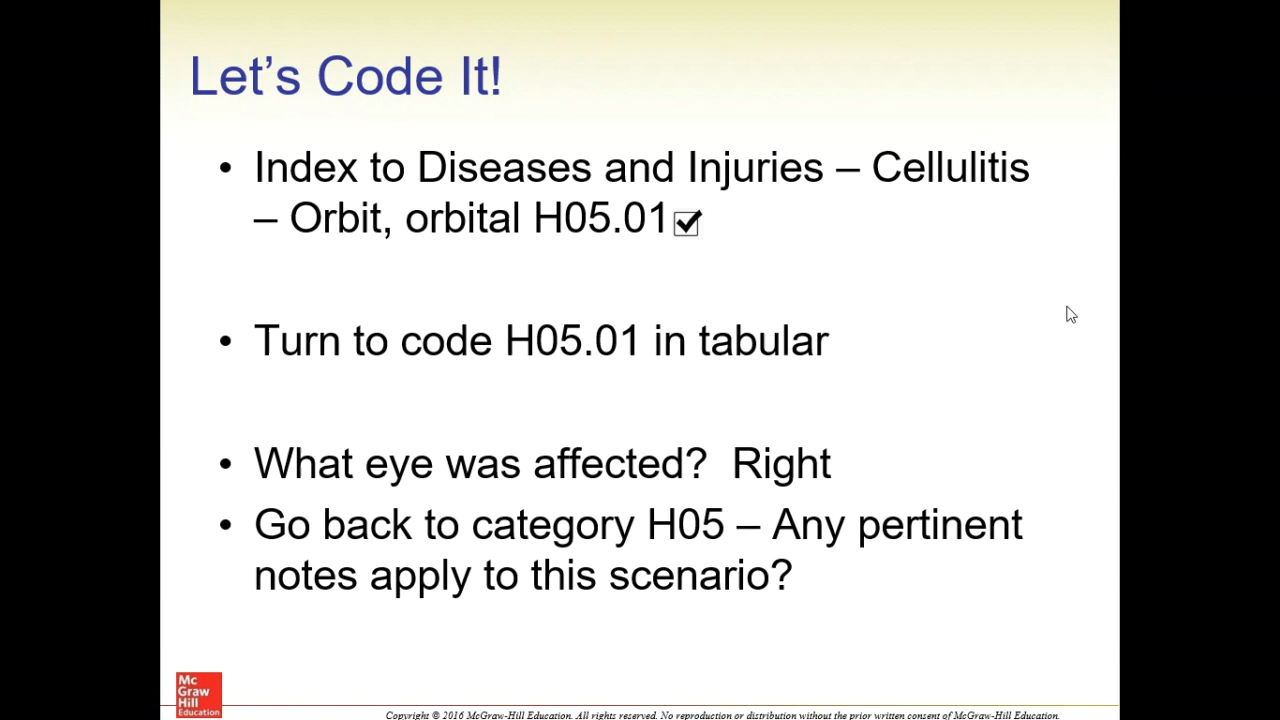 Let's Code It!
• Index to Diseases and Injuries – Cellulitis
– Orbit, orbital H05.01☑
• Turn to code H05.01 in tabular
• What eye was affected?  Right
• Go back to category H05 – Any pertinent
notes apply to this scenario?
Mc
Graw
Hill
Education
Copyright © 2016 McGraw-Hill Education. All rights reserved. No reproduction or distribution without the prior written consent of McGraw-Hill Education.